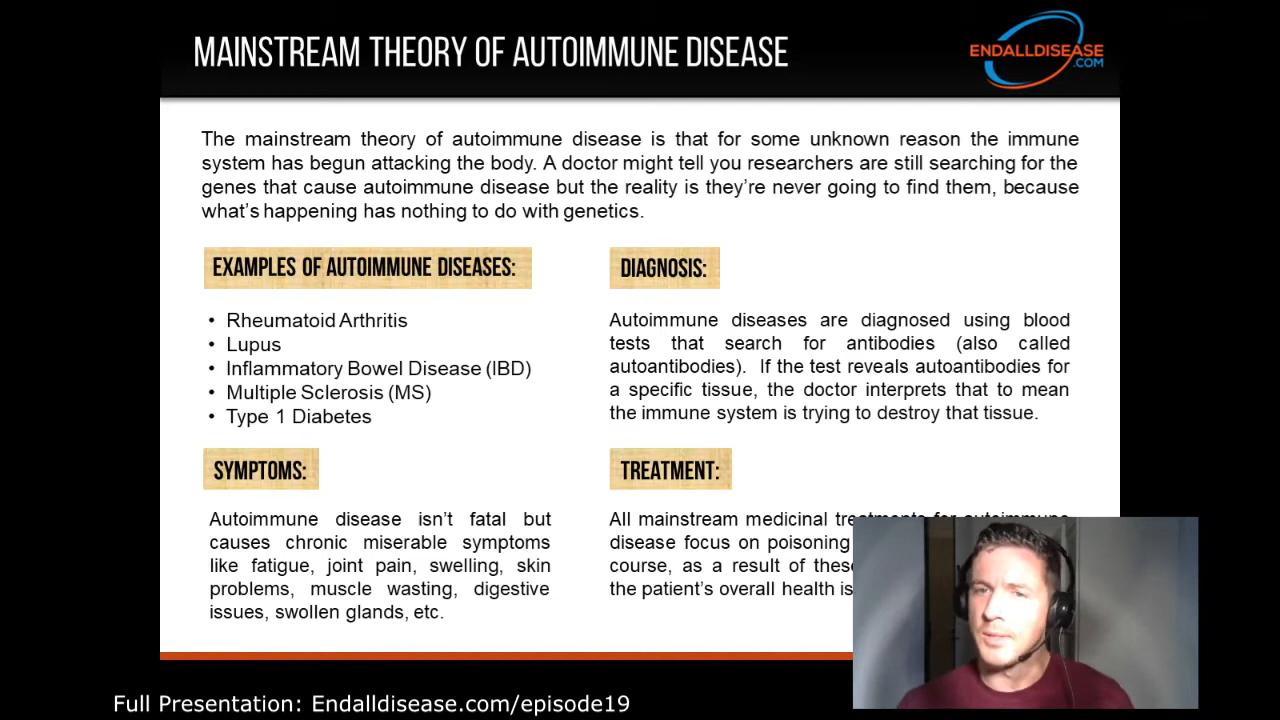 MAINSTREAM THEORY OF AUTOIMMUNE DISEASE
ENDALLDISEASE
.COM
The mainstream theory of autoimmune disease is that for some unknown reason the immune
system has begun attacking the body. A doctor might tell you researchers are still searching for the
genes that cause autoimmune disease but the reality is they're never going to find them, because
what's happening has nothing to do with genetics.
EXAMPLES OF AUTOIMMUNE DISEASES:
• Rheumatoid Arthritis
• Lupus
• Inflammatory Bowel Disease (IBD)
• Multiple Sclerosis (MS)
• Type 1 Diabetes
DIAGNOSIS:
Autoimmune diseases are diagnosed using blood
tests that search for antibodies (also called
autoantibodies). If the test reveals autoantibodies for
a specific tissue, the doctor interprets that to mean
the immune system is trying to destroy that tissue.
SYMPTOMS:
Autoimmune disease isn't fatal but
causes chronic miserable symptoms
like fatigue, joint pain, swelling, skin
problems, muscle wasting, digestive
issues, swollen glands, etc.
TREATMENT:
All mainstream medicinal treatments for autoimmune
disease focus on poisoning
course, as a result of these
the patient's overall health is
Full Presentation: Endalldisease.com/episode19